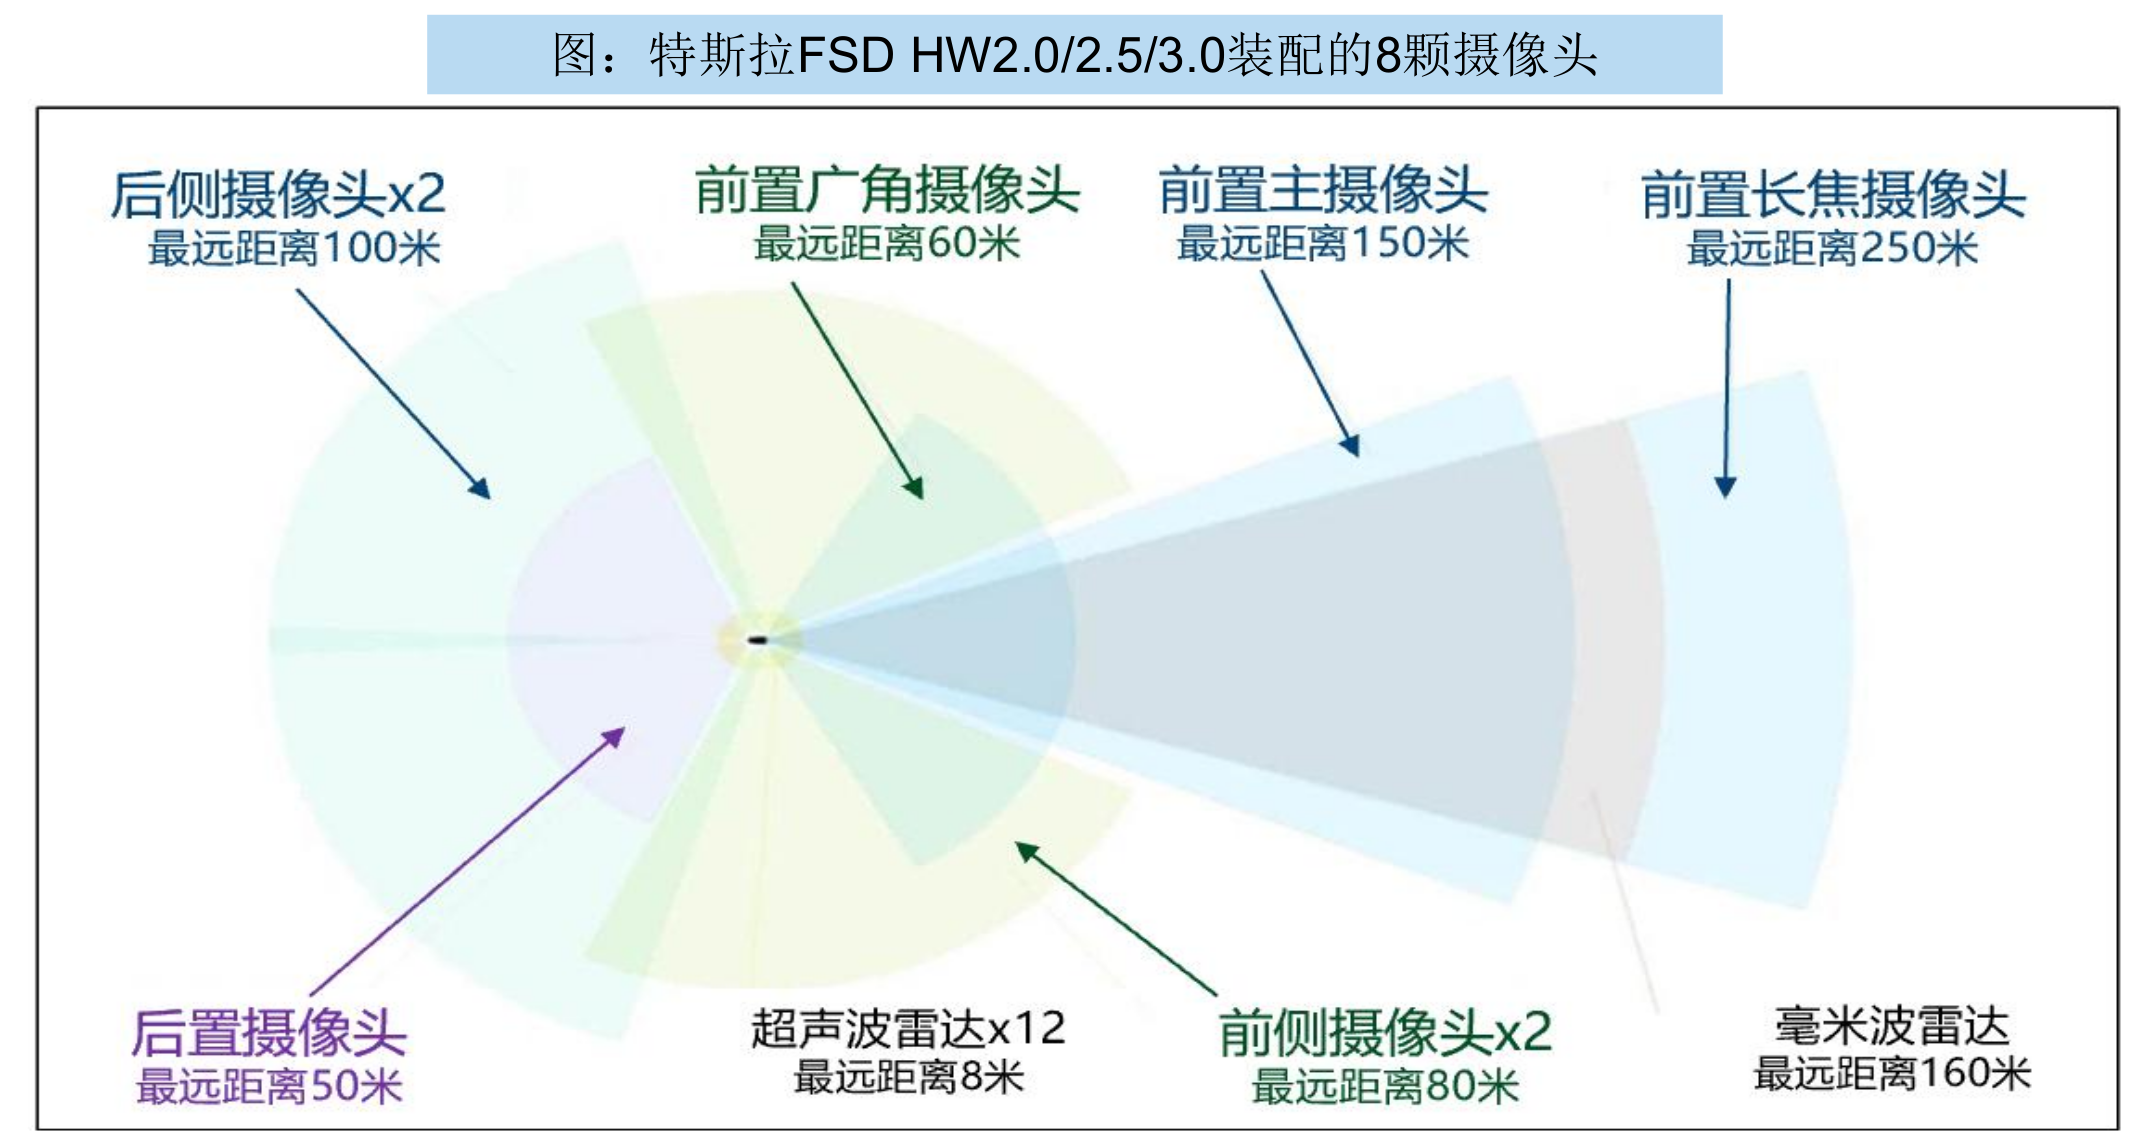 图：特斯拉FSD HW2.0/2.5/3.0装配的8颗摄像头
后侧摄像头x2
最远距离100米
前置广角摄像头
最远距离60米
前置主摄像头
最远距离150米
前置长焦摄像头
最远距离250米
后置摄像头
最远距离50米
超声波雷达x12
最远距离8米
前侧摄像头x2
最远距离80米
毫米波雷达
最远距离160米